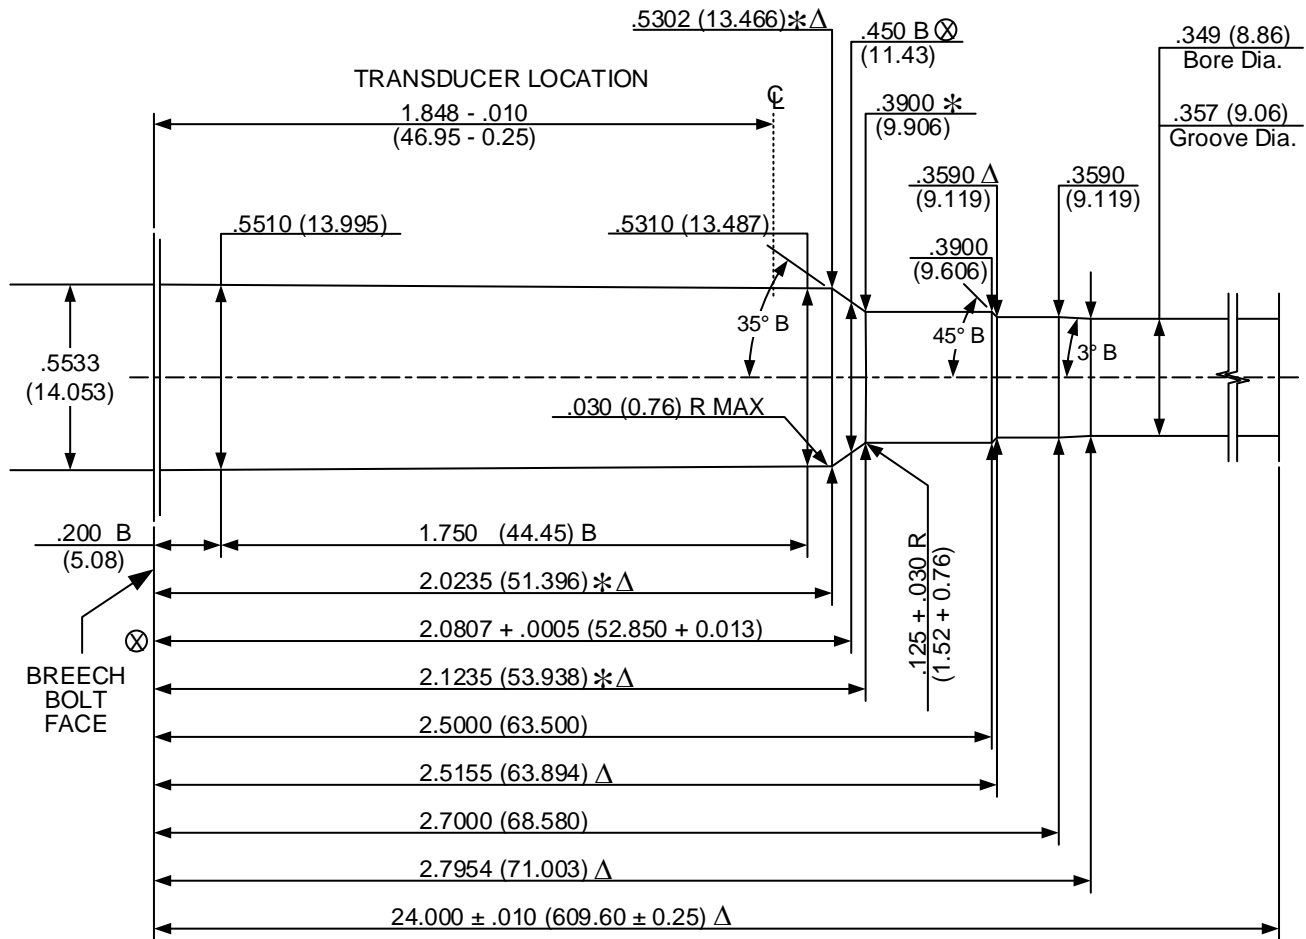 .5302 (13.466)*Δ
.450 B ⊗
(11.43)
.349 (8.86)
Bore Dia.
TRANSDUCER LOCATION
℄
1.848 - .010
(46.95 - 0.25)
.3900 *
(9.906)
.357 (9.06)
Groove Dia.
.3590 Δ
(9.119)
.3590
(9.119)
.5510 (13.995)
.5310 (13.487)
.3900
(9.606)
35° B
45° B
3° B
.5533
(14.053)
.030 (0.76) R MAX
.200 B
(5.08)
1.750 (44.45) B
2.0235 (51.396)*Δ
.125 + .030 R
(1.52 + 0.76)
⊗
2.0807 + .0005 (52.850 + 0.013)
BREECH
BOLT
FACE
2.1235 (53.938)*Δ
2.5000 (63.500)
2.5155 (63.894) Δ
2.7000 (68.580)
2.7954 (71.003) Δ
24.000 ± .010 (609.60 ± 0.25) Δ